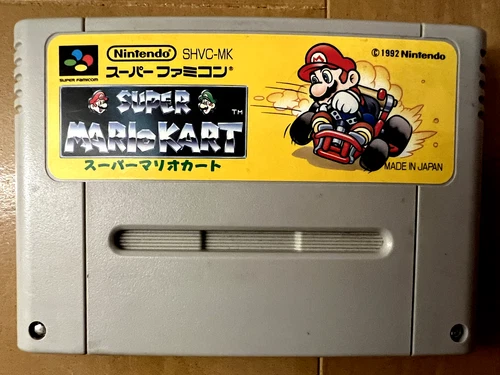 SUPER FAMICOM
Nintendo SHVC-MK
スーパーファミコン®
©1992 Nintendo
SUPER
MARIO KART
TM
スーパーマリオカート
MADE IN JAPAN